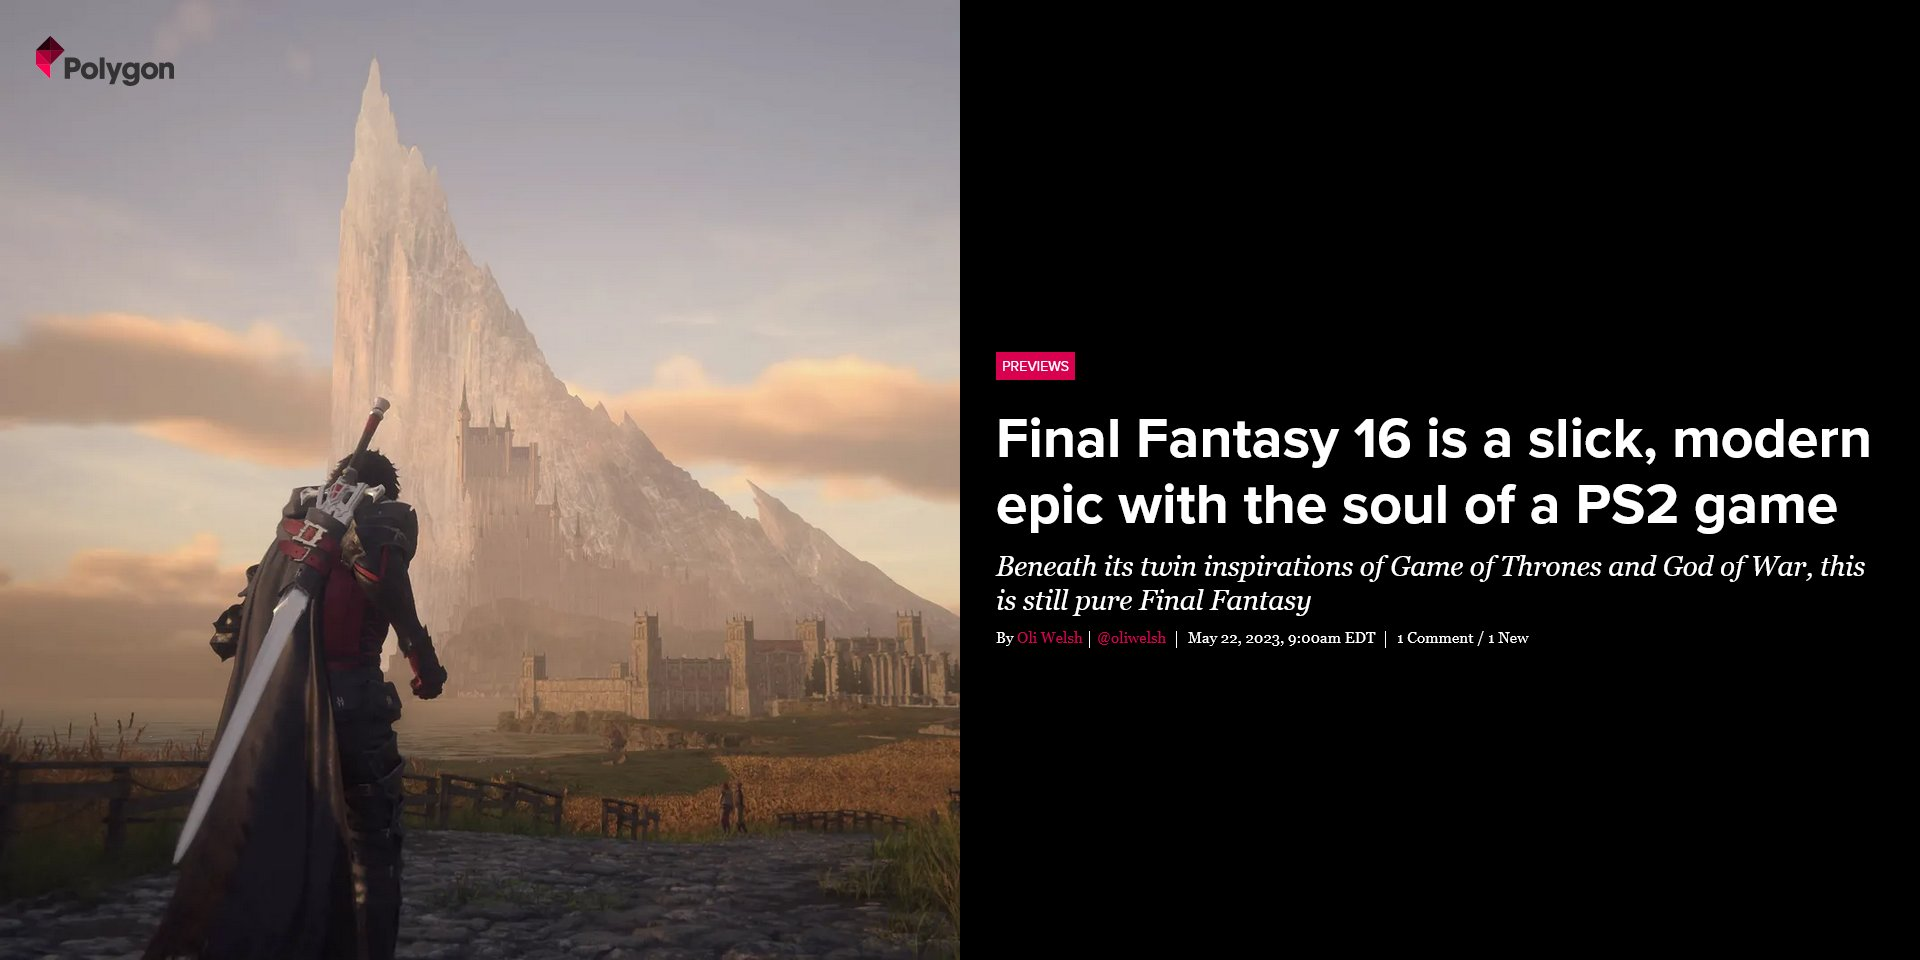 Polygon
PREVIEWS
Final Fantasy 16 is a slick, modern
epic with the soul of a PS2 game
Beneath its twin inspirations of Game of Thrones and God of War, this
is still pure Final Fantasy
By Oli Welsh | @oliwelsh | May 22, 2023, 9:00am EDT | 1 Comment / 1 New